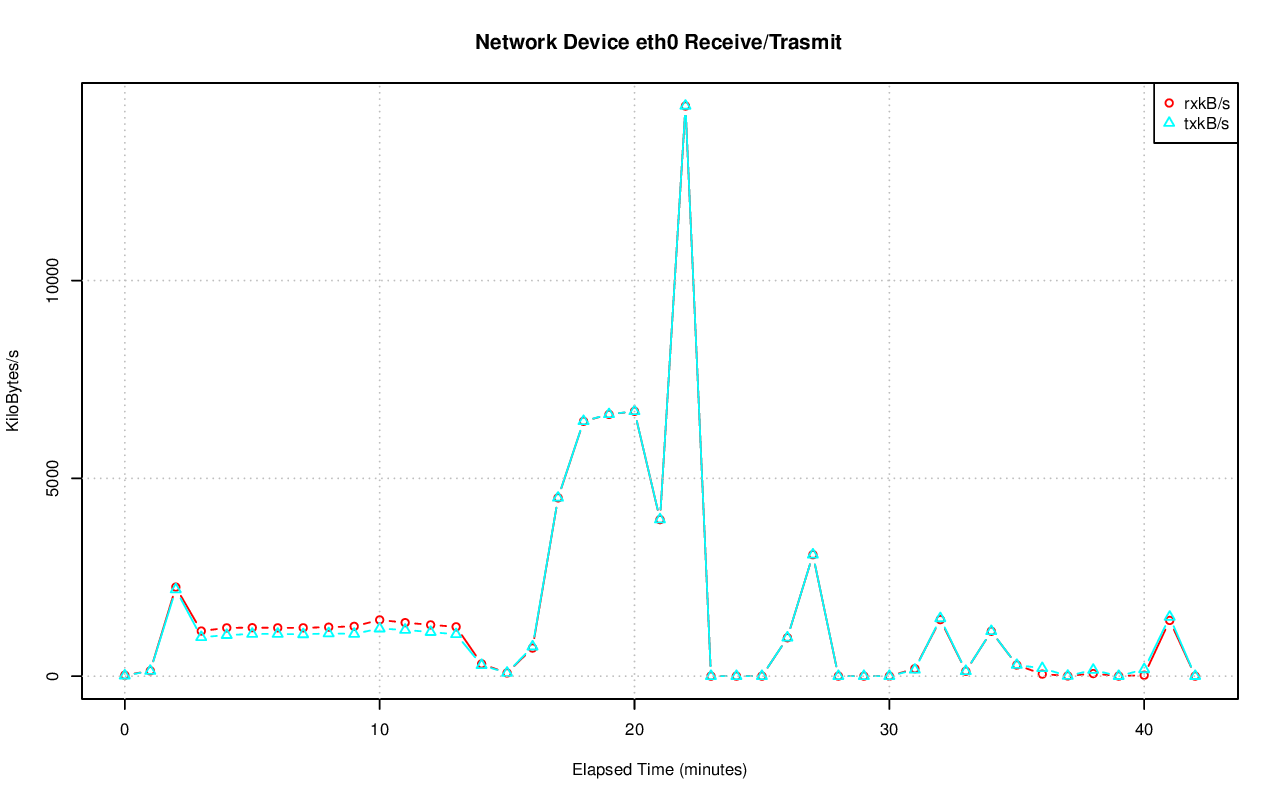 Network Device eth0 Receive/Trasmit
rxkB/s
txkB/s
KiloBytes/s
10000
5000
0
0 10 20 30 40
Elapsed Time (minutes)